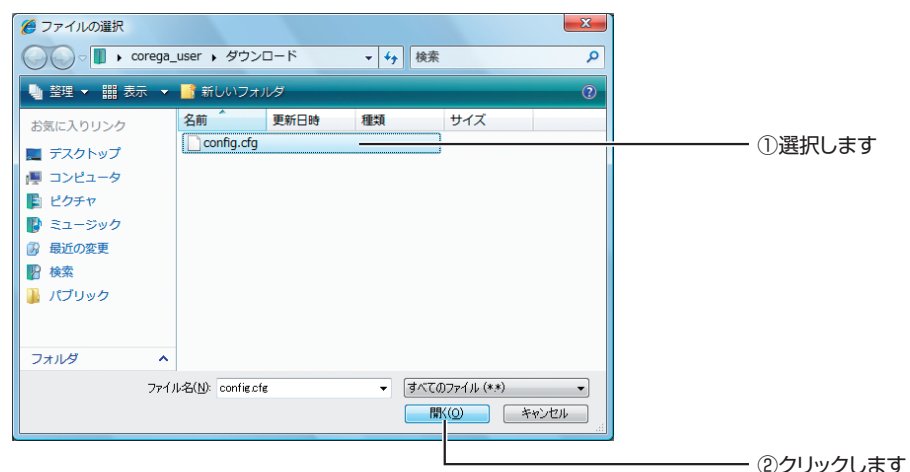 ファイルの選択
corega_user ダウンロード 検索
整理 表示 新しいフォルダ
お気に入りリンク 名前 更新日時 種類 サイズ
config.cfg ①選択します
デスクトップ
コンピュータ
ピクチャ
ミュージック
最近の変更
検索
パブリック
フォルダ
ファイル名(N): config.cfg すべてのファイル (*.*)
開く(O) キャンセル
②クリックします